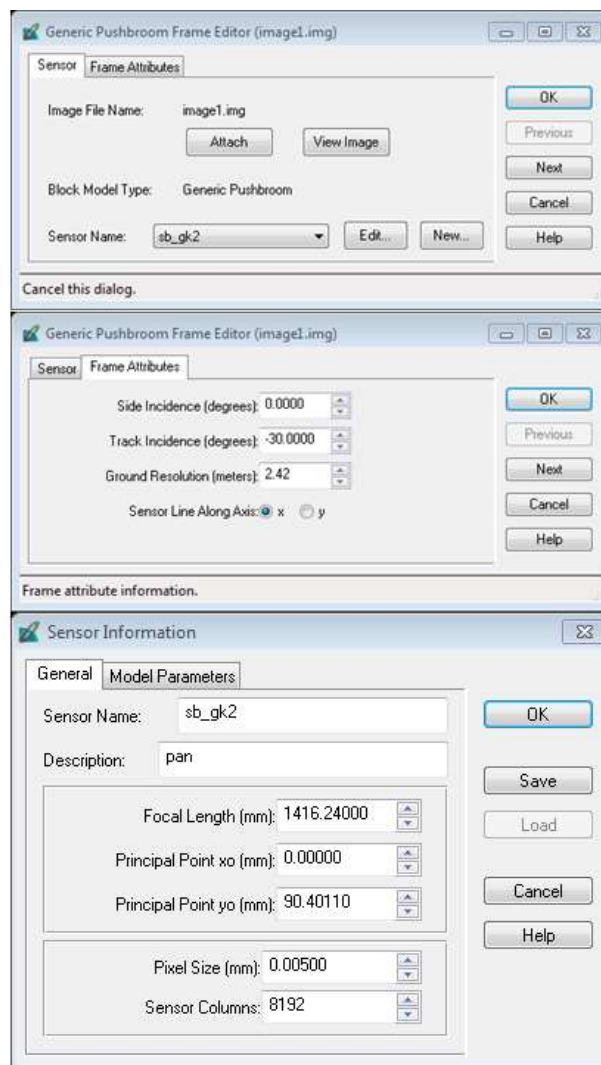 Generic Pushbroom Frame Editor (image1.img)
Sensor Frame Attributes
Image File Name: image1.img
Attach View Image
Block Model Type: Generic Pushbroom
Sensor Name: sb_gk2 Edit... New...
OK
Previous
Next
Cancel
Help
Cancel this dialog.
Generic Pushbroom Frame Editor (image1.img)
Sensor Frame Attributes
Side Incidence (degrees): 0.0000
Track Incidence (degrees): -30.0000
Ground Resolution (meters): 2.42
Sensor Line Along Axis: x y
OK
Previous
Next
Cancel
Help
Frame attribute information.
Sensor Information
General Model Parameters
Sensor Name: sb_gk2
Description: pan
Focal Length (mm): 1416.24000
Principal Point xo (mm): 0.00000
Principal Point yo (mm): 90.40110
Pixel Size (mm): 0.00500
Sensor Columns: 8192
OK
Save
Load
Cancel
Help